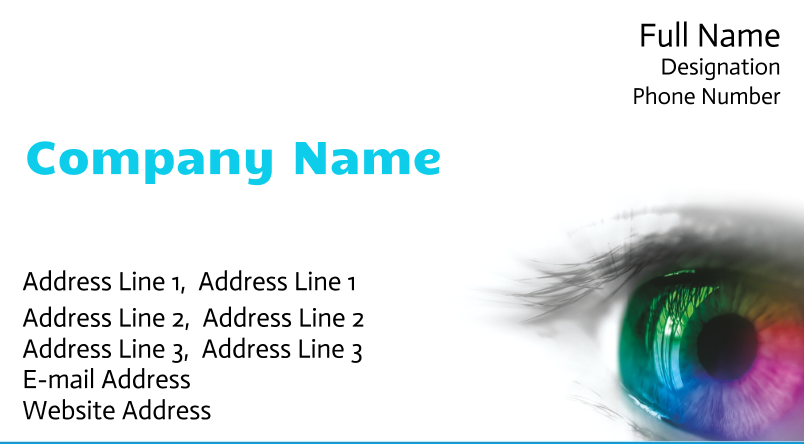 Full Name
Designation
Phone Number
Company Name
Address Line 1,  Address Line 1
Address Line 2,  Address Line 2
Address Line 3,  Address Line 3
E-mail Address
Website Address